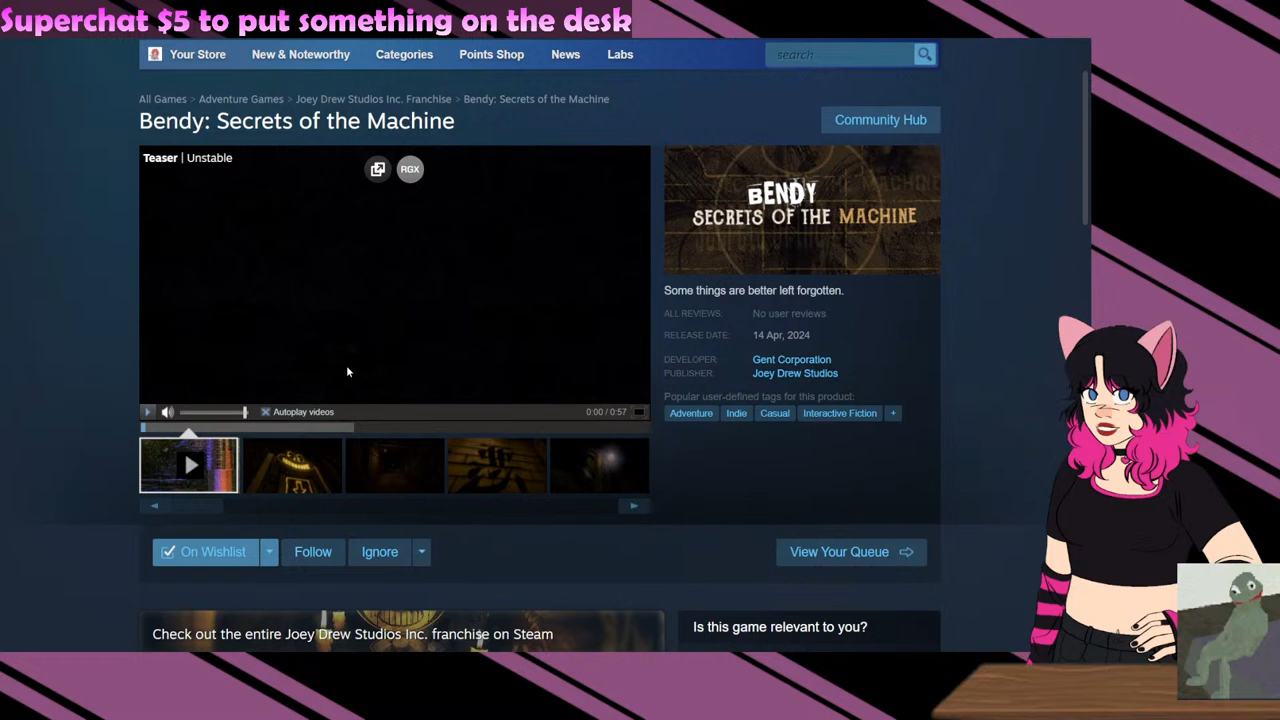 Superchat $5 to put something on the desk
Your Store New & Noteworthy Categories Points Shop News Labs search
All Games > Adventure Games > Joey Drew Studios Inc. Franchise > Bendy: Secrets of the Machine
Bendy: Secrets of the Machine
Community Hub
Teaser | Unstable
RGX
BENDY
SECRETS OF THE MACHINE
Some things are better left forgotten.
ALL REVIEWS: No user reviews
RELEASE DATE: 14 Apr, 2024
DEVELOPER: Gent Corporation
PUBLISHER: Joey Drew Studios
Popular user-defined tags for this product:
Adventure Indie Casual Interactive Fiction +
Autoplay videos 0:00 / 0:57
On Wishlist Follow Ignore View Your Queue
Check out the entire Joey Drew Studios Inc. franchise on Steam
Is this game relevant to you?